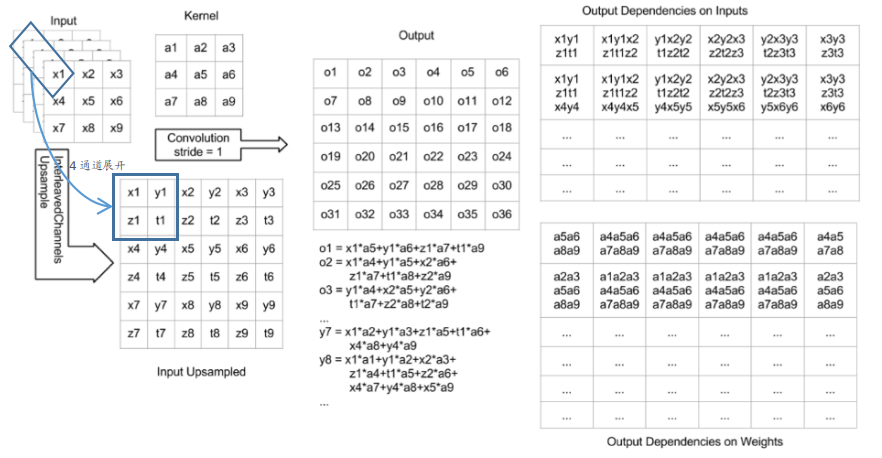 Input
x1 x2 x3
x4 x5 x6
x7 x8 x9
Kernel
a1 a2 a3
a4 a5 a6
a7 a8 a9
Convolution
stride = 1
4 通道展开
InterleavedChannels
Upsample
x1 y1 x2 y2 x3 y3
z1 t1 z2 t2 z3 t3
x4 y4 x5 y5 x6 y6
z4 t4 z5 t5 z6 t6
x7 y7 x8 y8 x9 y9
z7 t7 z8 t8 z9 t9
Input Upsampled
Output
o1 o2 o3 o4 o5 o6
o7 o8 o9 o10 o11 o12
o13 o14 o15 o16 o17 o18
o19 o20 o21 o22 o23 o24
o25 o26 o27 o28 o29 o30
o31 o32 o33 o34 o35 o36
o1 = x1*a5+y1*a6+z1*a7+t1*a9
o2 = x1*a4+y1*a5+x2*a6+
z1*a7+t1*a8+z2*a9
o3 = y1*a4+x2*a5+y2*a6+
t1*a7+z2*a8+t2*a9
...
y7 = x1*a2+y1*a3+z1*a5+t1*a6+
x4*a8+y4*a9
y8 = x1*a1+y1*a2+x2*a3+
z1*a4+t1*a5+z2*a6+
x4*a7+y4*a8+x5*a9
...
Output Dependencies on Inputs
x1y1 x1y1x2 y1x2y2 x2y2x3 y2x3y3 x3y3
z1t1 z1t1z2 t1z2t2 z2t2z3 t2z3t3 z3t3
x1y1 x1y1x2 y1x2y2 x2y2x3 y2x3y3 x3y3
z1t1 z1t1z2 t1z2t2 z2t2z3 t2z3t3 z3t3
x4y4 x4y4x5 y4x5y5 x5y5x6 y5x6y6 x6y6
... ... ... ... ... ...
... ... ... ... ... ...
... ... ... ... ... ...
a5a6 a4a5a6 a4a5a6 a4a5a6 a4a5a6 a4a5
a8a9 a7a8a9 a7a8a9 a7a8a9 a7a8a9 a7a8
a2a3 a1a2a3 a1a2a3 a1a2a3 a1a2a3 a2a3
a5a6 a4a5a6 a4a5a6 a4a5a6 a4a5a6 a5a6
a8a9 a7a8a9 a7a8a9 a7a8a9 a7a8a9 a8a9
... ... ... ... ... ...
... ... ... ... ... ...
... ... ... ... ... ...
... ... ... ... ... ...
Output Dependencies on Weights